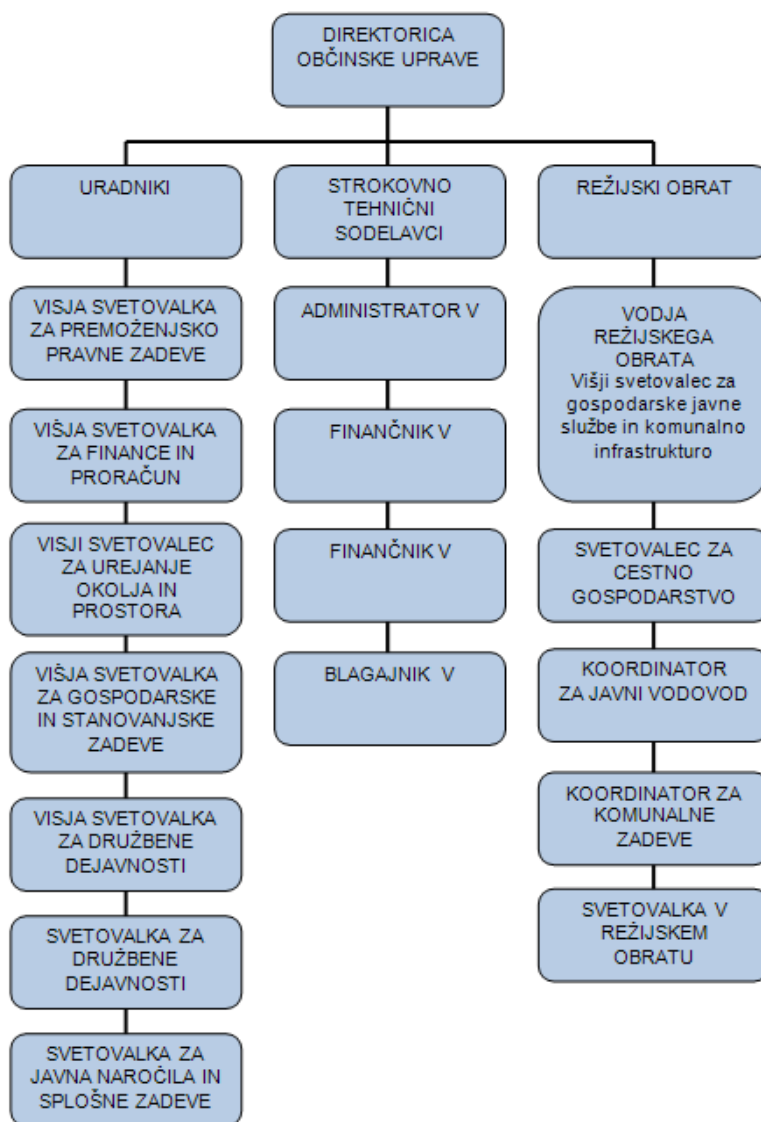 DIREKTORICA
OBČINSKE UPRAVE
URADNIKI
VISJA SVETOVALKA
ZA PREMOŽENJSKO
PRAVNE ZADEVE
VIŠJA SVETOVALKA
ZA FINANCE IN
PRORAČUN
VISJI SVETOVALEC
ZA UREJANJE
OKOLJA IN
PROSTORA
VIŠJA SVETOVALKA
ZA GOSPODARSKE
IN STANOVANJSKE
ZADEVE
VISJA SVETOVALKA
ZA DRUŽBENE
DEJAVNOSTI
SVETOVALKA ZA
DRUŽBENE
DEJAVNOSTI
SVETOVALKA ZA
JAVNA NAROČILA IN
SPLOŠNE ZADEVE
STROKOVNO
TEHNIČNI
SODELAVCI
ADMINISTRATOR V
FINANČNIK V
FINANČNIK V
BLAGAJNIK V
REŽIJSKI OBRAT
VODJA
REŽIJSKEGA
OBRATA
Višji svetovalec za
gospodarske javne
službe in komunalno
infrastrukturo
SVETOVALEC ZA
CESTNO
GOSPODARSTVO
KOORDINATOR
ZA JAVNI VODOVOD
KOORDINATOR ZA
KOMUNALNE
ZADEVE
SVETOVALKA V
REŽIJSKEM
OBRATU